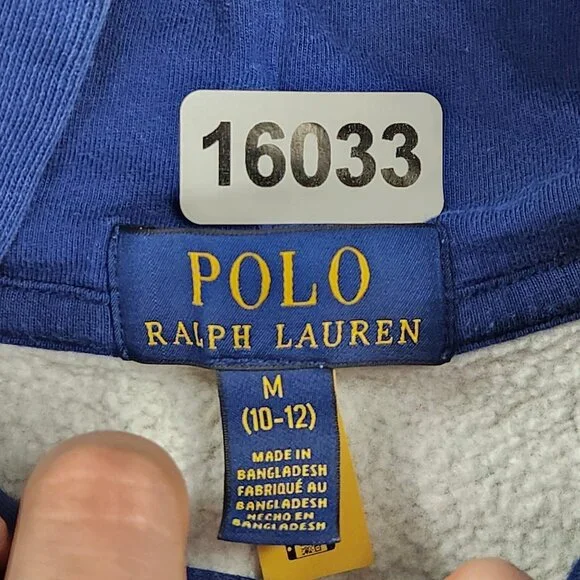 16033
POLO
RALPH LAUREN
M
(10-12)
MADE IN
BANGLADESH
FABRIQUÉ AU
BANGLADESH
HECHO EN
BANGLADESH